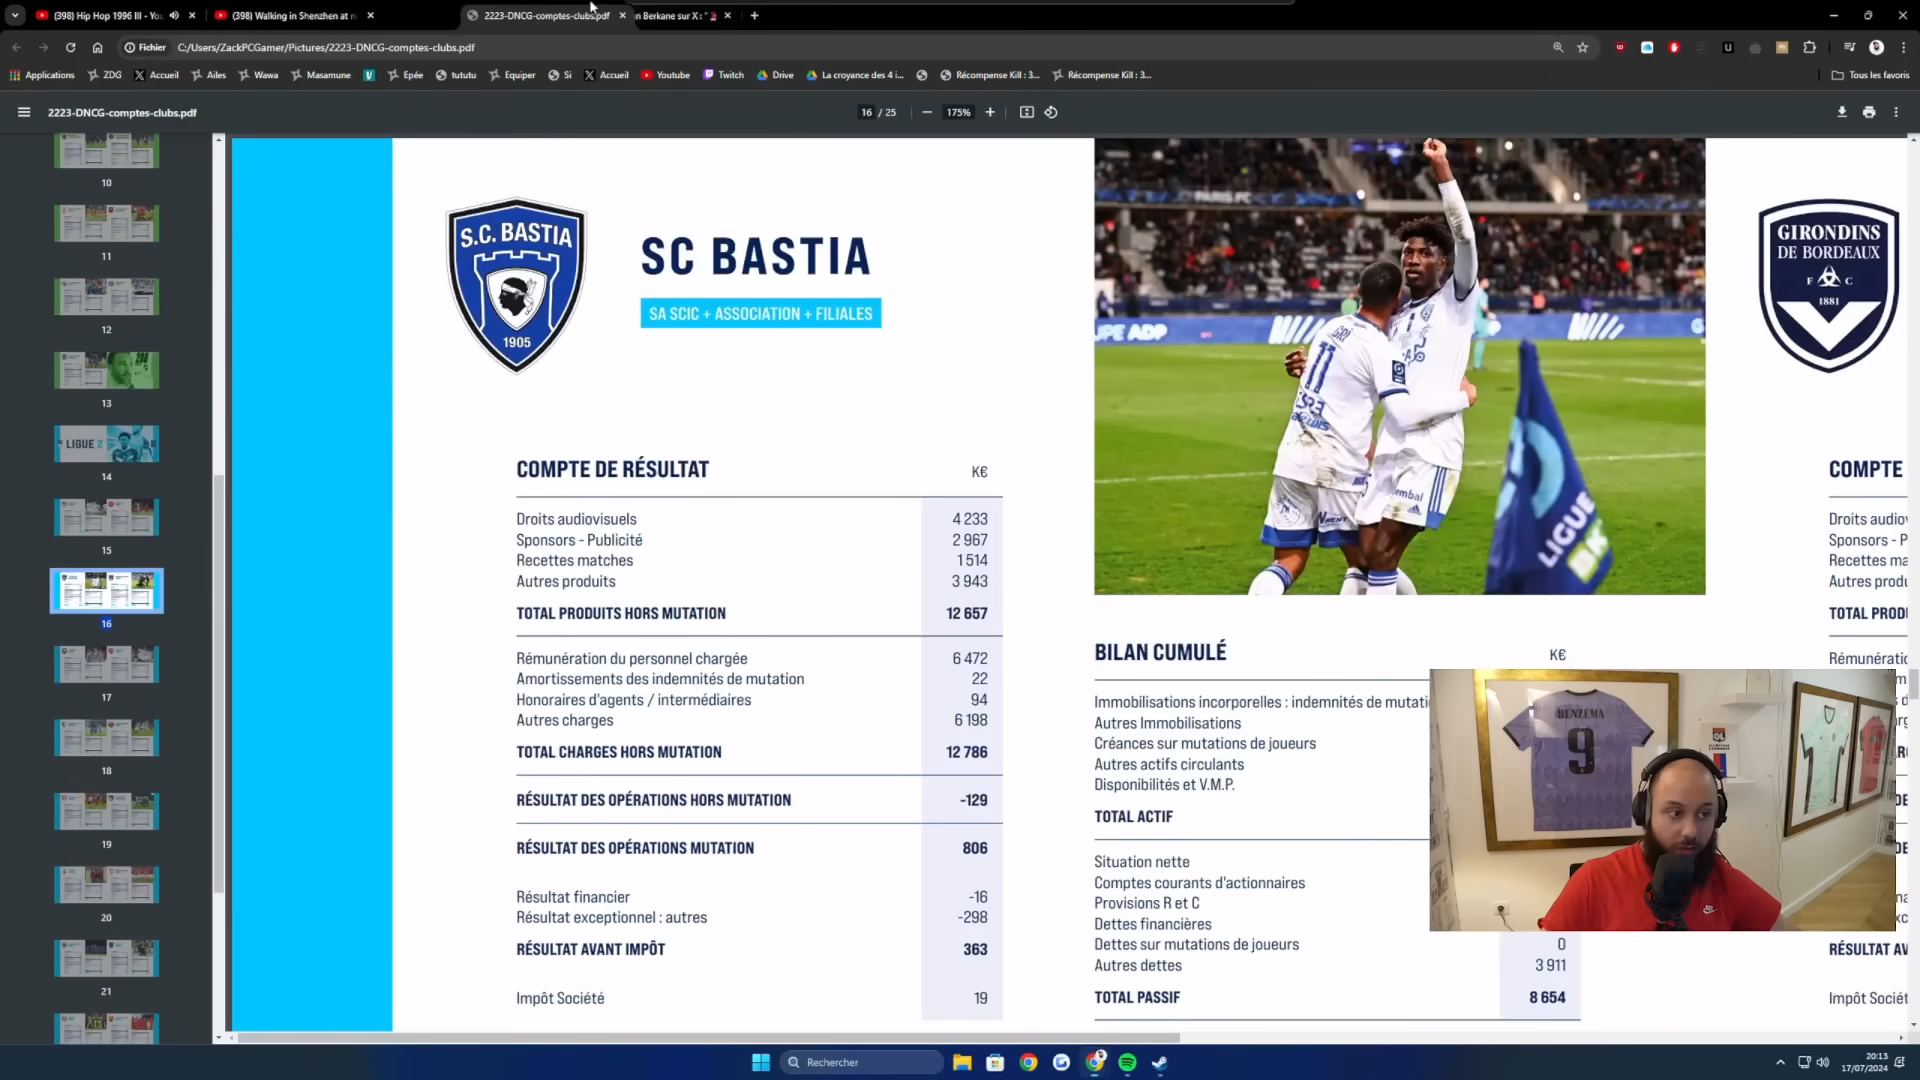 (398) Hip Hop 1996 III - You
(398) Walking in Shenzhen at n
2223-DNCG-comptes-clubs.pdf
n Berkane sur X : "
Fichier
C:/Users/ZackPCGamer/Pictures/2223-DNCG-comptes-clubs.pdf
Applications
ZDG
Accueil
Ailes
Wawa
Masamune
Epée
tututu
Equiper
Si
Accueil
Youtube
Twitch
Drive
La croyance des 4 i...
Récompense Kill : 3...
Récompense Kill : 3...
Tous les favoris
2223-DNCG-comptes-clubs.pdf
16 / 25
175%
10
11
12
13
LIGUE 2
14
15
16
17
18
19
20
21
S.C. BASTIA
1905
SC BASTIA
SA SCIC + ASSOCIATION + FILIALES
COMPTE DE RÉSULTAT K€
Droits audiovisuels 4 233
Sponsors - Publicité 2 967
Recettes matches 1 514
Autres produits 3 943
TOTAL PRODUITS HORS MUTATION 12 657
Rémunération du personnel chargée 6 472
Amortissements des indemnités de mutation 22
Honoraires d'agents / intermédiaires 94
Autres charges 6 198
TOTAL CHARGES HORS MUTATION 12 786
RÉSULTAT DES OPÉRATIONS HORS MUTATION -129
RÉSULTAT DES OPÉRATIONS MUTATION 806
Résultat financier -16
Résultat exceptionnel : autres -298
RÉSULTAT AVANT IMPÔT 363
Impôt Société 19
PARIS FC
UPE ADP
11
LIGUE
BK
BILAN CUMULÉ K€
Immobilisations incorporelles : indemnités de mutati
Autres Immobilisations
Créances sur mutations de joueurs
Autres actifs circulants
Disponibilités et V.M.P.
TOTAL ACTIF
Situation nette
Comptes courants d'actionnaires
Provisions R et C
Dettes financières
Dettes sur mutations de joueurs 0
Autres dettes 3 911
TOTAL PASSIF 8 654
GIRONDINS
DE BORDEAUX
F C
1881
COMPTE
Droits audiov
Sponsors - P
Recettes ma
Autres produ
TOTAL PROD
Rémunératio
RÉSULTAT AV
Impôt Sociét
BENZEMA
9
OL
Rechercher
20:13
17/07/2024